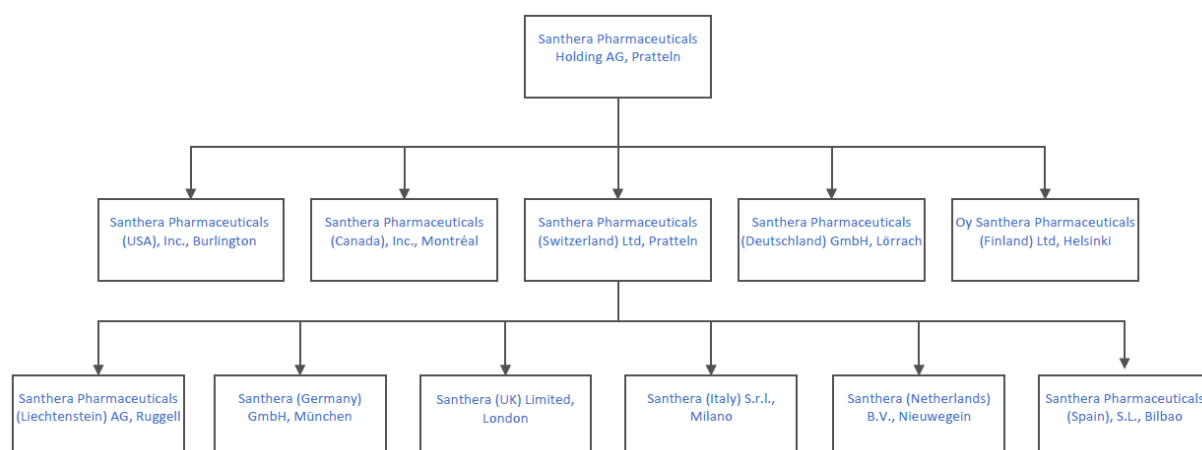 Santhera Pharmaceuticals
Holding AG, Pratteln
Santhera Pharmaceuticals
(USA), Inc., Burlington
Santhera Pharmaceuticals
(Canada), Inc., Montréal
Santhera Pharmaceuticals
(Switzerland) Ltd, Pratteln
Santhera Pharmaceuticals
(Deutschland) GmbH, Lörrach
Oy Santhera Pharmaceuticals
(Finland) Ltd, Helsinki
Santhera Pharmaceuticals
(Liechtenstein) AG, Ruggell
Santhera (Germany)
GmbH, München
Santhera (UK) Limited,
London
Santhera (Italy) S.r.l.,
Milano
Santhera (Netherlands)
B.V., Nieuwegein
Santhera Pharmaceuticals
(Spain), S.L., Bilbao